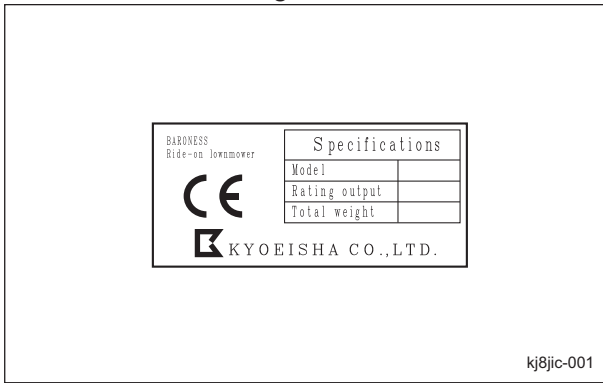 BARONESS
Ride-on lownmower
Specifications
Model
Rating output
Total weight
CE
KYOEISHA CO.,LTD.
kj8jic-001